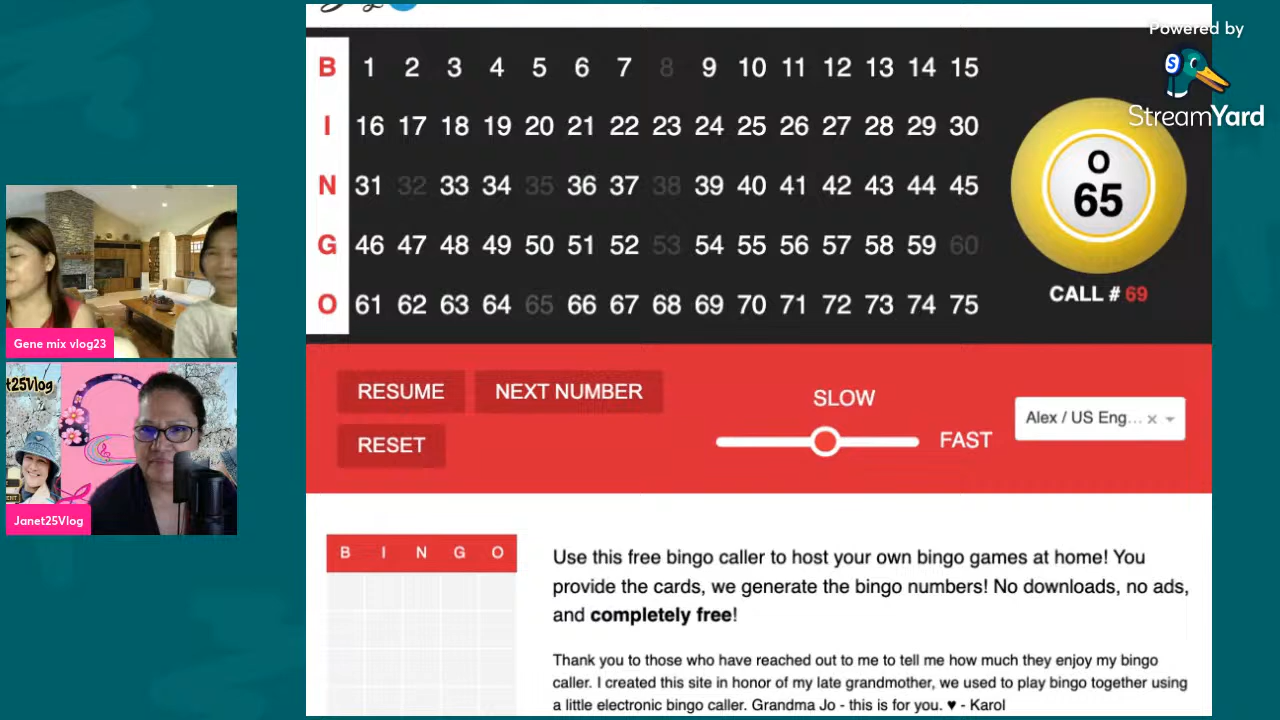 Powered by
StreamYard
B 1 2 3 4 5 6 7 8 9 10 11 12 13 14 15
I 16 17 18 19 20 21 22 23 24 25 26 27 28 29 30
N 31 32 33 34 35 36 37 38 39 40 41 42 43 44 45
G 46 47 48 49 50 51 52 53 54 55 56 57 58 59 60
O 61 62 63 64 65 66 67 68 69 70 71 72 73 74 75
O
65
CALL # 69
RESUME NEXT NUMBER
RESET
SLOW
FAST
Alex / US Eng...
Gene mix vlog23
t25Vlog
Janet25Vlog
B I N G O
Use this free bingo caller to host your own bingo games at home! You
provide the cards, we generate the bingo numbers! No downloads, no ads,
and completely free!
Thank you to those who have reached out to me to tell me how much they enjoy my bingo
caller. I created this site in honor of my late grandmother, we used to play bingo together using
a little electronic bingo caller. Grandma Jo - this is for you. ♥ - Karol